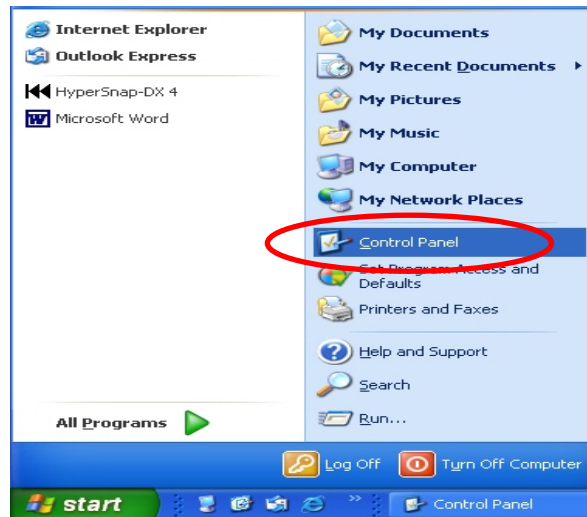 Internet Explorer
Outlook Express
HyperSnap-DX 4
Microsoft Word
All Programs
My Documents
My Recent Documents
My Pictures
My Music
My Computer
My Network Places
Control Panel
Set Program Access and
Defaults
Printers and Faxes
Help and Support
Search
Run...
Log Off
Turn Off Computer
start
Control Panel